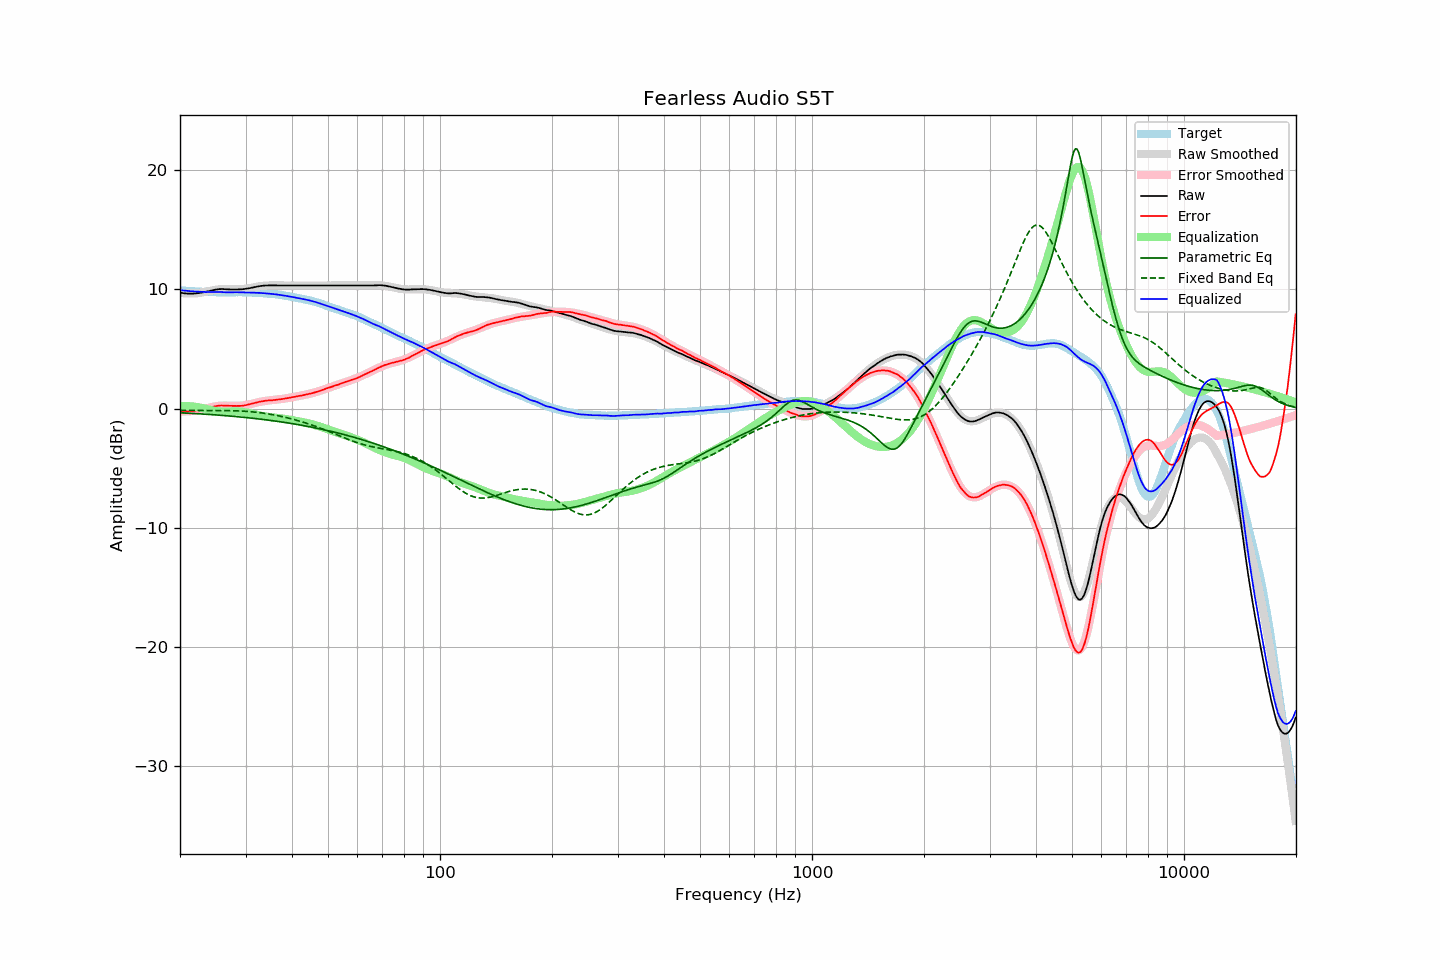 Fearless Audio S5T
Target
Raw Smoothed
Error Smoothed
Raw
Error
Equalization
Parametric Eq
Fixed Band Eq
Equalized
20
10
0
−10
−20
−30
Amplitude (dBr)
100
1000
10000
Frequency (Hz)